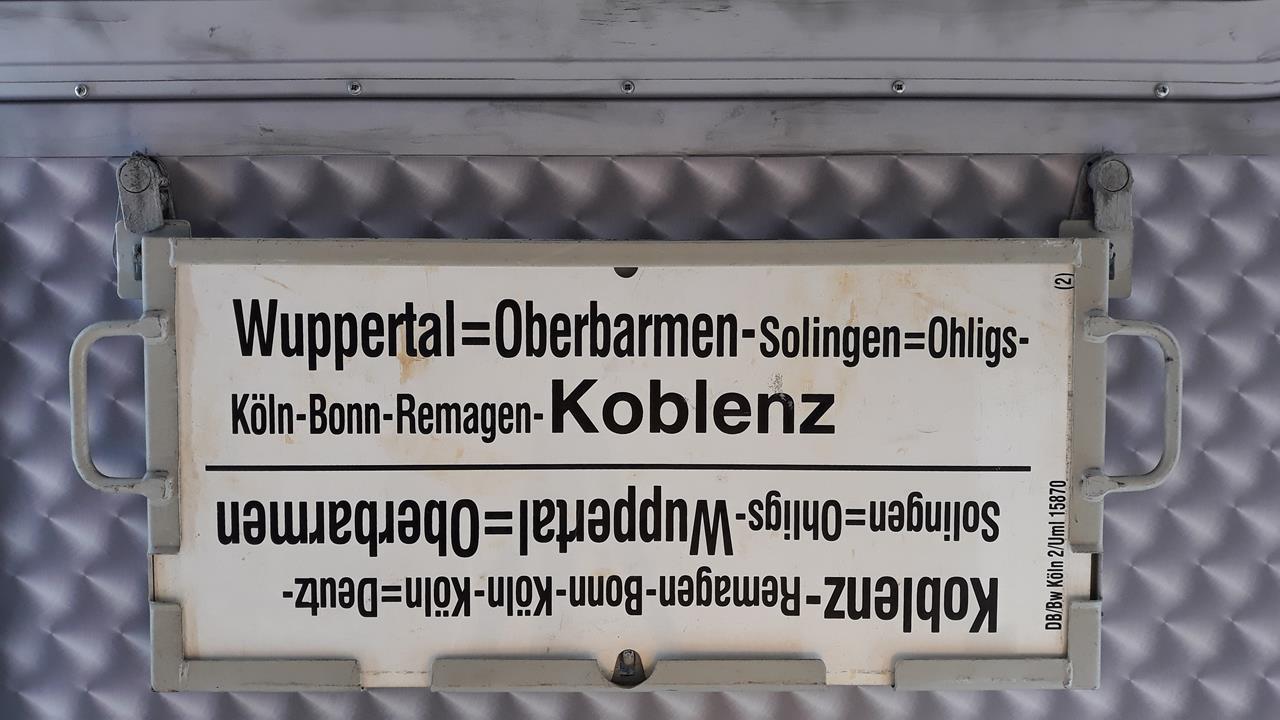 Wuppertal=Oberbarmen-Solingen=Ohligs-
Köln-Bonn-Remagen-Koblenz
Koblenz-Remagen-Bonn-Köln-Köln=Deutz-
Solingen=Ohligs-Wuppertal=Oberbarmen
(2)
DB/Bw Köln 2/Uml 15870